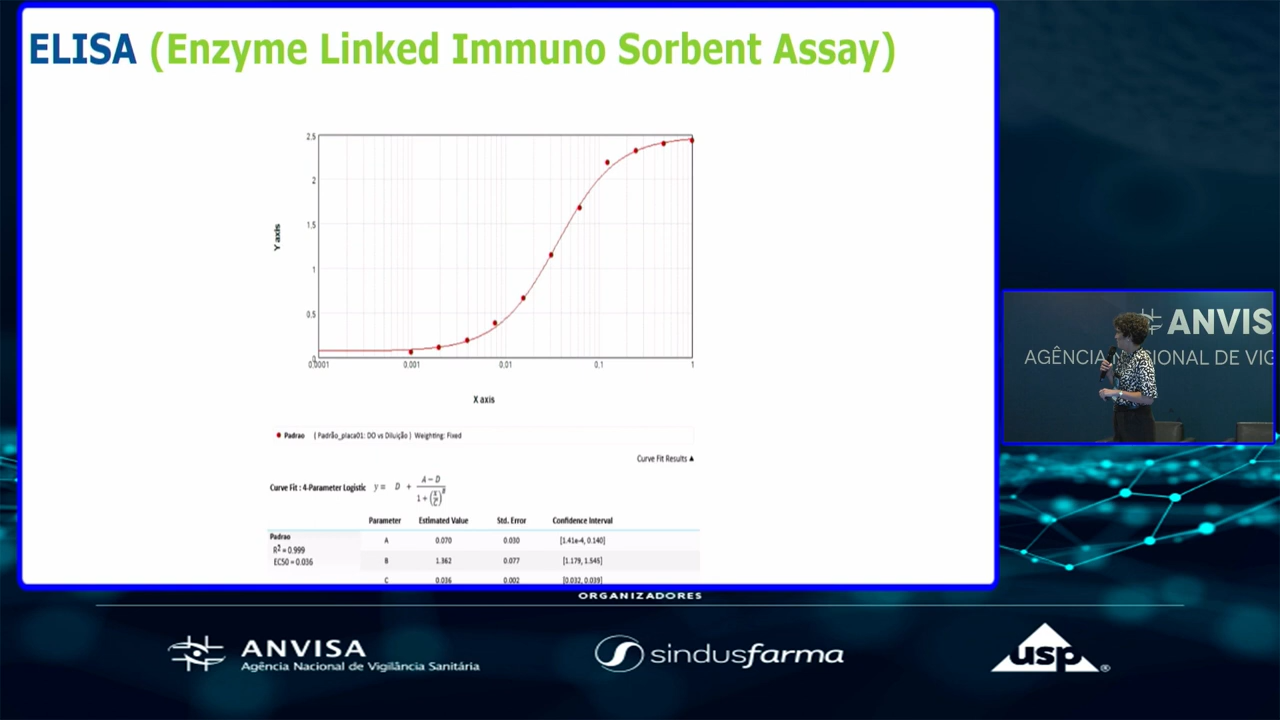 ELISA (Enzyme Linked Immuno Sorbent Assay)
2.5
2
1.5
1
0.5
0
0,0001
0,001
0,01
0,1
1
Y axis
X axis
Padrao ( Padrão_placa01: DO vs Diluição ) Weighting: Fixed
Curve Fit Results ▲
Curve Fit : 4-Parameter Logistic y = D + A - D / 1 + (x/C)^B
Parameter Estimated Value Std. Error Confidence Interval
Padrao
R² = 0.999
EC50 = 0.036
A 0.070 0.030 [1.41e-4, 0.140]
B 1.362 0.077 [1.179, 1.545]
C 0.036 0.002 [0.032, 0.039]
ANVIS
AGÊNCIA NACIONAL DE VIG
ORGANIZADORES
ANVISA
Agência Nacional de Vigilância Sanitária
sindusfarma
usp®